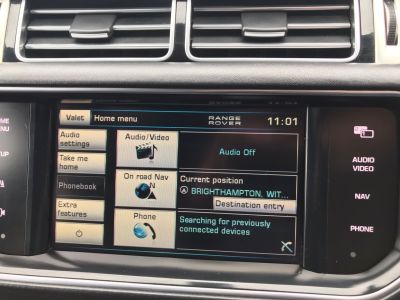 Valet Home menu RANGE ROVER 11:01
Audio settings
Take me home
Phonebook
Extra features
Audio/Video
Audio Off
On road Nav
N
Current position
BRIGHTHAMPTON, WIT...
Destination entry
Phone
Searching for previously connected devices
HOME MENU
AUDIO VIDEO
NAV
PHONE